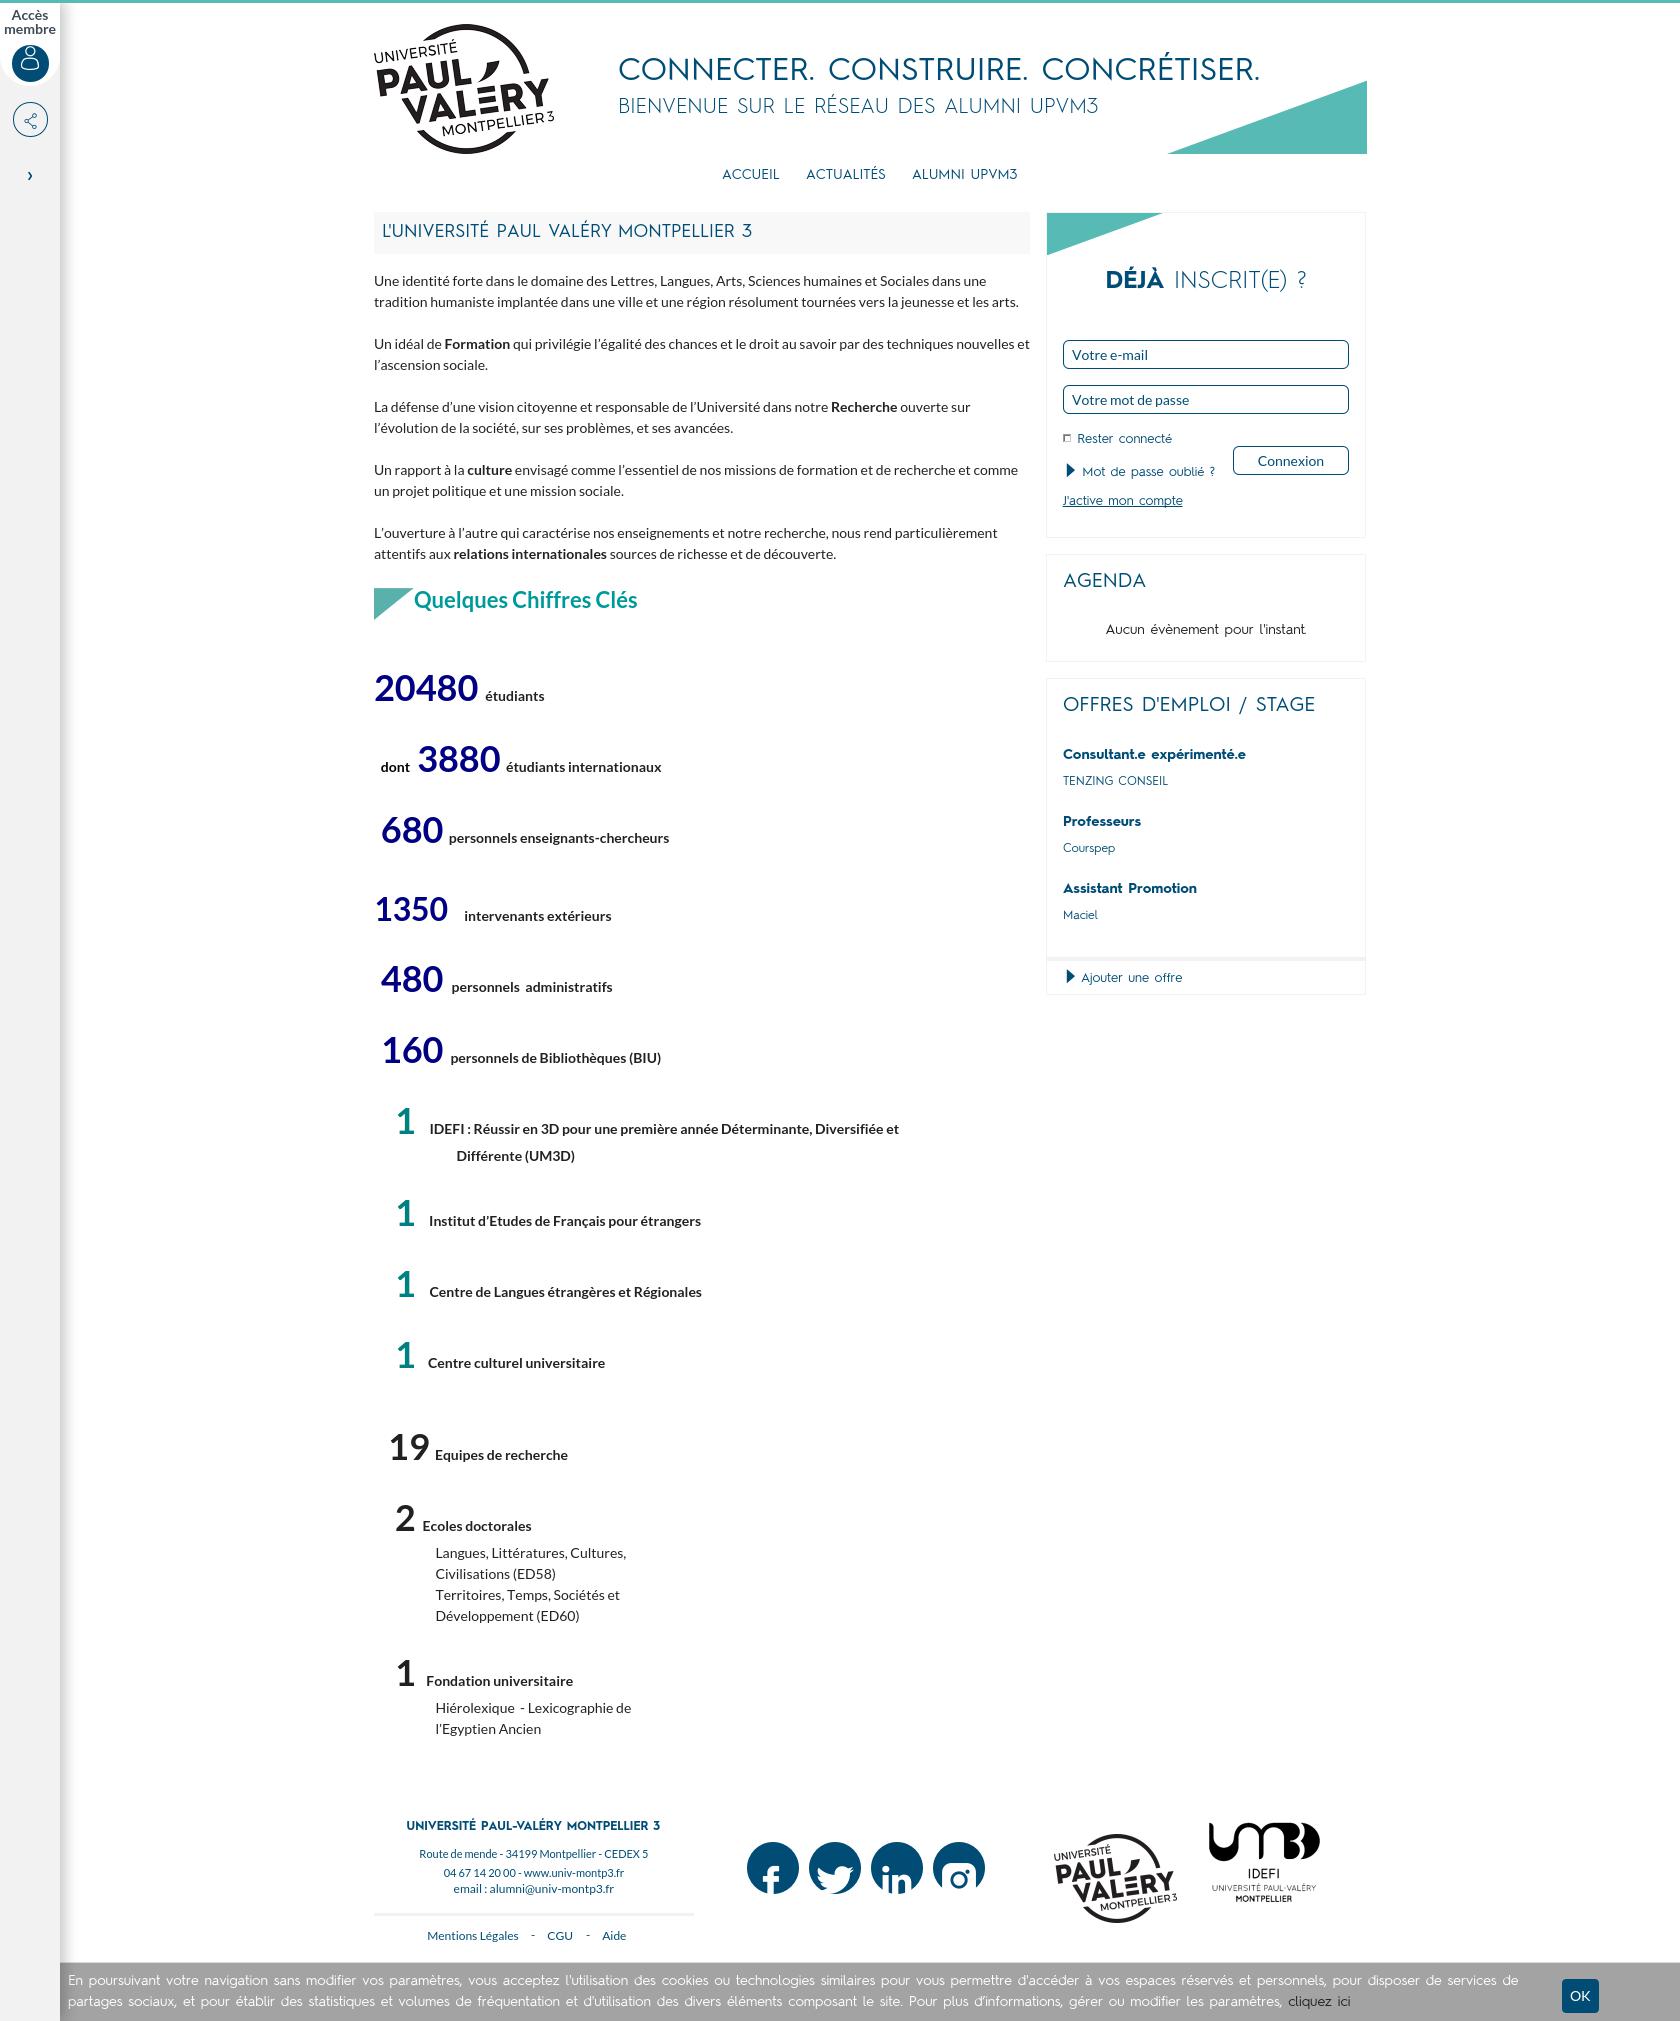 Accès
membre
UNIVERSITÉ
PAUL
VALÉRY
MONTPELLIER 3
CONNECTER. CONSTRUIRE. CONCRÉTISER.
BIENVENUE SUR LE RÉSEAU DES ALUMNI UPVM3
ACCUEIL ACTUALITÉS ALUMNI UPVM3
L'UNIVERSITÉ PAUL VALÉRY MONTPELLIER 3
Une identité forte dans le domaine des Lettres, Langues, Arts, Sciences humaines et Sociales dans une
tradition humaniste implantée dans une ville et une région résolument tournées vers la jeunesse et les arts.
Un idéal de Formation qui privilégie l’égalité des chances et le droit au savoir par des techniques nouvelles et
l’ascension sociale.
La défense d’une vision citoyenne et responsable de l’Université dans notre Recherche ouverte sur
l’évolution de la société, sur ses problèmes, et ses avancées.
Un rapport à la culture envisagé comme l’essentiel de nos missions de formation et de recherche et comme
un projet politique et une mission sociale.
L’ouverture à l’autre qui caractérise nos enseignements et notre recherche, nous rend particulièrement
attentifs aux relations internationales sources de richesse et de découverte.
Quelques Chiffres Clés
20480 étudiants
dont 3880 étudiants internationaux
680 personnels enseignants-chercheurs
1350 intervenants extérieurs
480 personnels administratifs
160 personnels de Bibliothèques (BIU)
1 IDEFI : Réussir en 3D pour une première année Déterminante, Diversifiée et
Différente (UM3D)
1 Institut d’Etudes de Français pour étrangers
1 Centre de Langues étrangères et Régionales
1 Centre culturel universitaire
19 Equipes de recherche
2 Ecoles doctorales
Langues, Littératures, Cultures,
Civilisations (ED58)
Territoires, Temps, Sociétés et
Développement (ED60)
1 Fondation universitaire
Hiérolexique - Lexicographie de
l’Egyptien Ancien
DÉJÀ INSCRIT(E) ?
Votre e-mail
Votre mot de passe
Rester connecté
Mot de passe oublié ?
Connexion
J'active mon compte
AGENDA
Aucun évènement pour l'instant.
OFFRES D'EMPLOI / STAGE
Consultant.e expérimenté.e
TENZING CONSEIL
Professeurs
Courspep
Assistant Promotion
Maciel
Ajouter une offre
UNIVERSITÉ PAUL-VALÉRY MONTPELLIER 3
Route de mende - 34199 Montpellier - CEDEX 5
04 67 14 20 00 - www.univ-montp3.fr
email : alumni@univ-montp3.fr
Mentions Légales - CGU - Aide
UNIVERSITÉ
PAUL
VALÉRY
MONTPELLIER 3
um3D
IDEFI
UNIVERSITÉ PAUL-VALÉRY
MONTPELLIER
En poursuivant votre navigation sans modifier vos paramètres, vous acceptez l'utilisation des cookies ou technologies similaires pour vous permettre d'accéder à vos espaces réservés et personnels, pour disposer de services de
partages sociaux, et pour établir des statistiques et volumes de fréquentation et d'utilisation des divers éléments composant le site. Pour plus d’informations, gérer ou modifier les paramètres, cliquez ici
OK